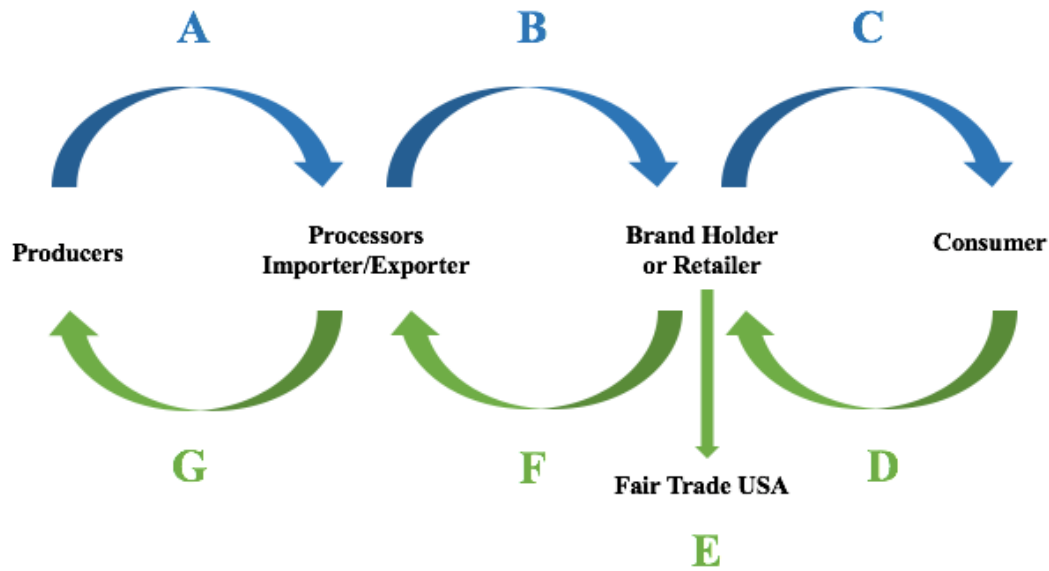 A
B
C
Producers
Processors
Importer/Exporter
Brand Holder
or Retailer
Consumer
G
F
D
Fair Trade USA
E